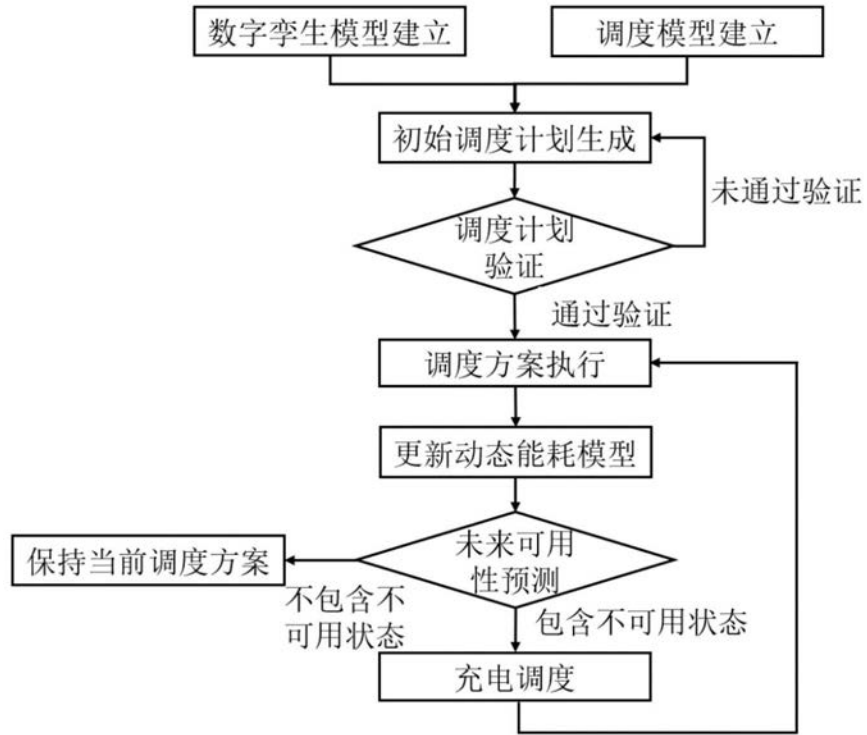 数字孪生模型建立
调度模型建立
初始调度计划生成
未通过验证
调度计划
验证
通过验证
调度方案执行
更新动态能耗模型
未来可用
性预测
保持当前调度方案
不包含不
可用状态
包含不可用状态
充电调度